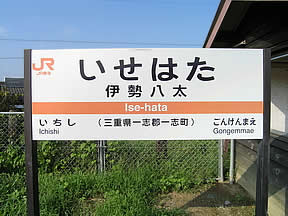 JR
JR東海
いせはた
伊勢八太
Ise-hata
いちし
Ichishi
(三重県一志郡一志町)
ごんげんまえ
Gongemmae